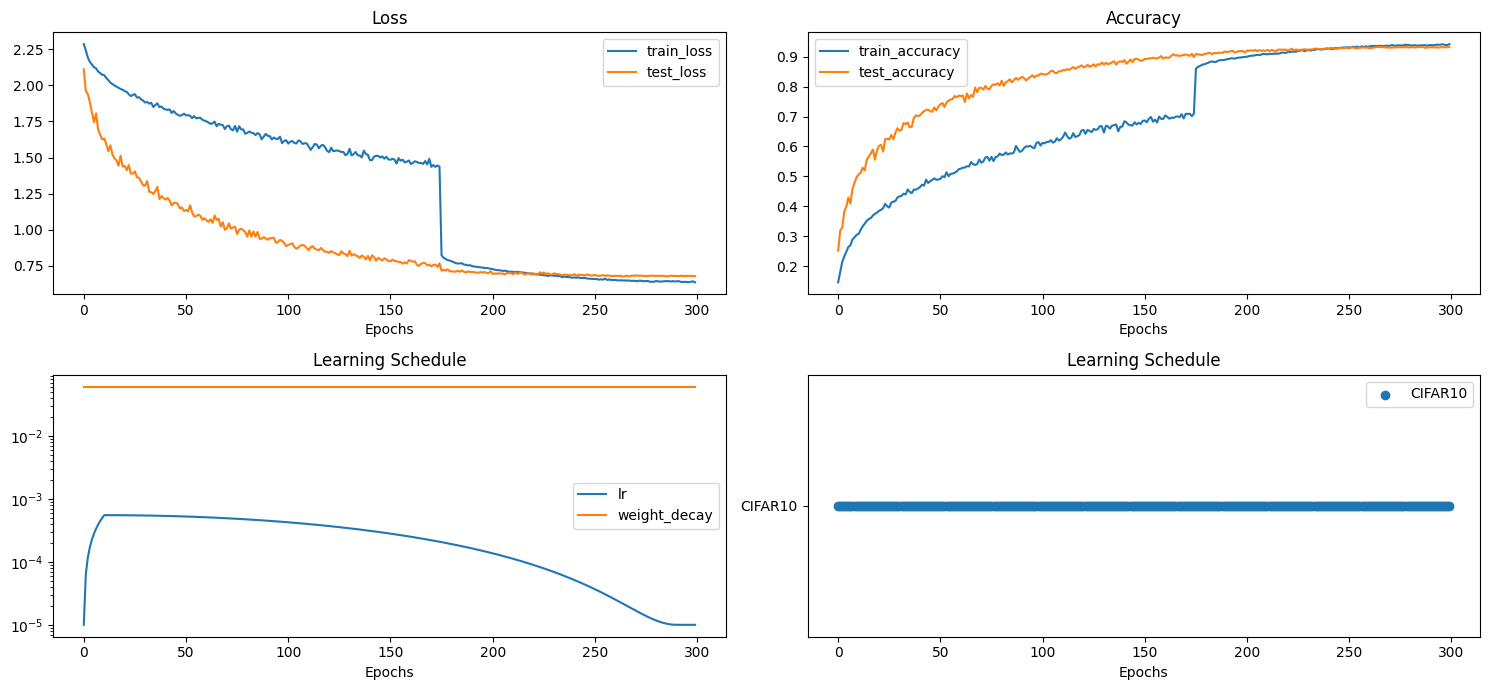 Loss
2.25
2.00
1.75
1.50
1.25
1.00
0.75
train_loss
test_loss
0 50 100 150 200 250 300
Epochs
Accuracy
0.9
0.8
0.7
0.6
0.5
0.4
0.3
0.2
train_accuracy
test_accuracy
0 50 100 150 200 250 300
Epochs
Learning Schedule
10⁻²
10⁻³
10⁻⁴
10⁻⁵
lr
weight_decay
0 50 100 150 200 250 300
Epochs
Learning Schedule
CIFAR10
CIFAR10
0 50 100 150 200 250 300
Epochs